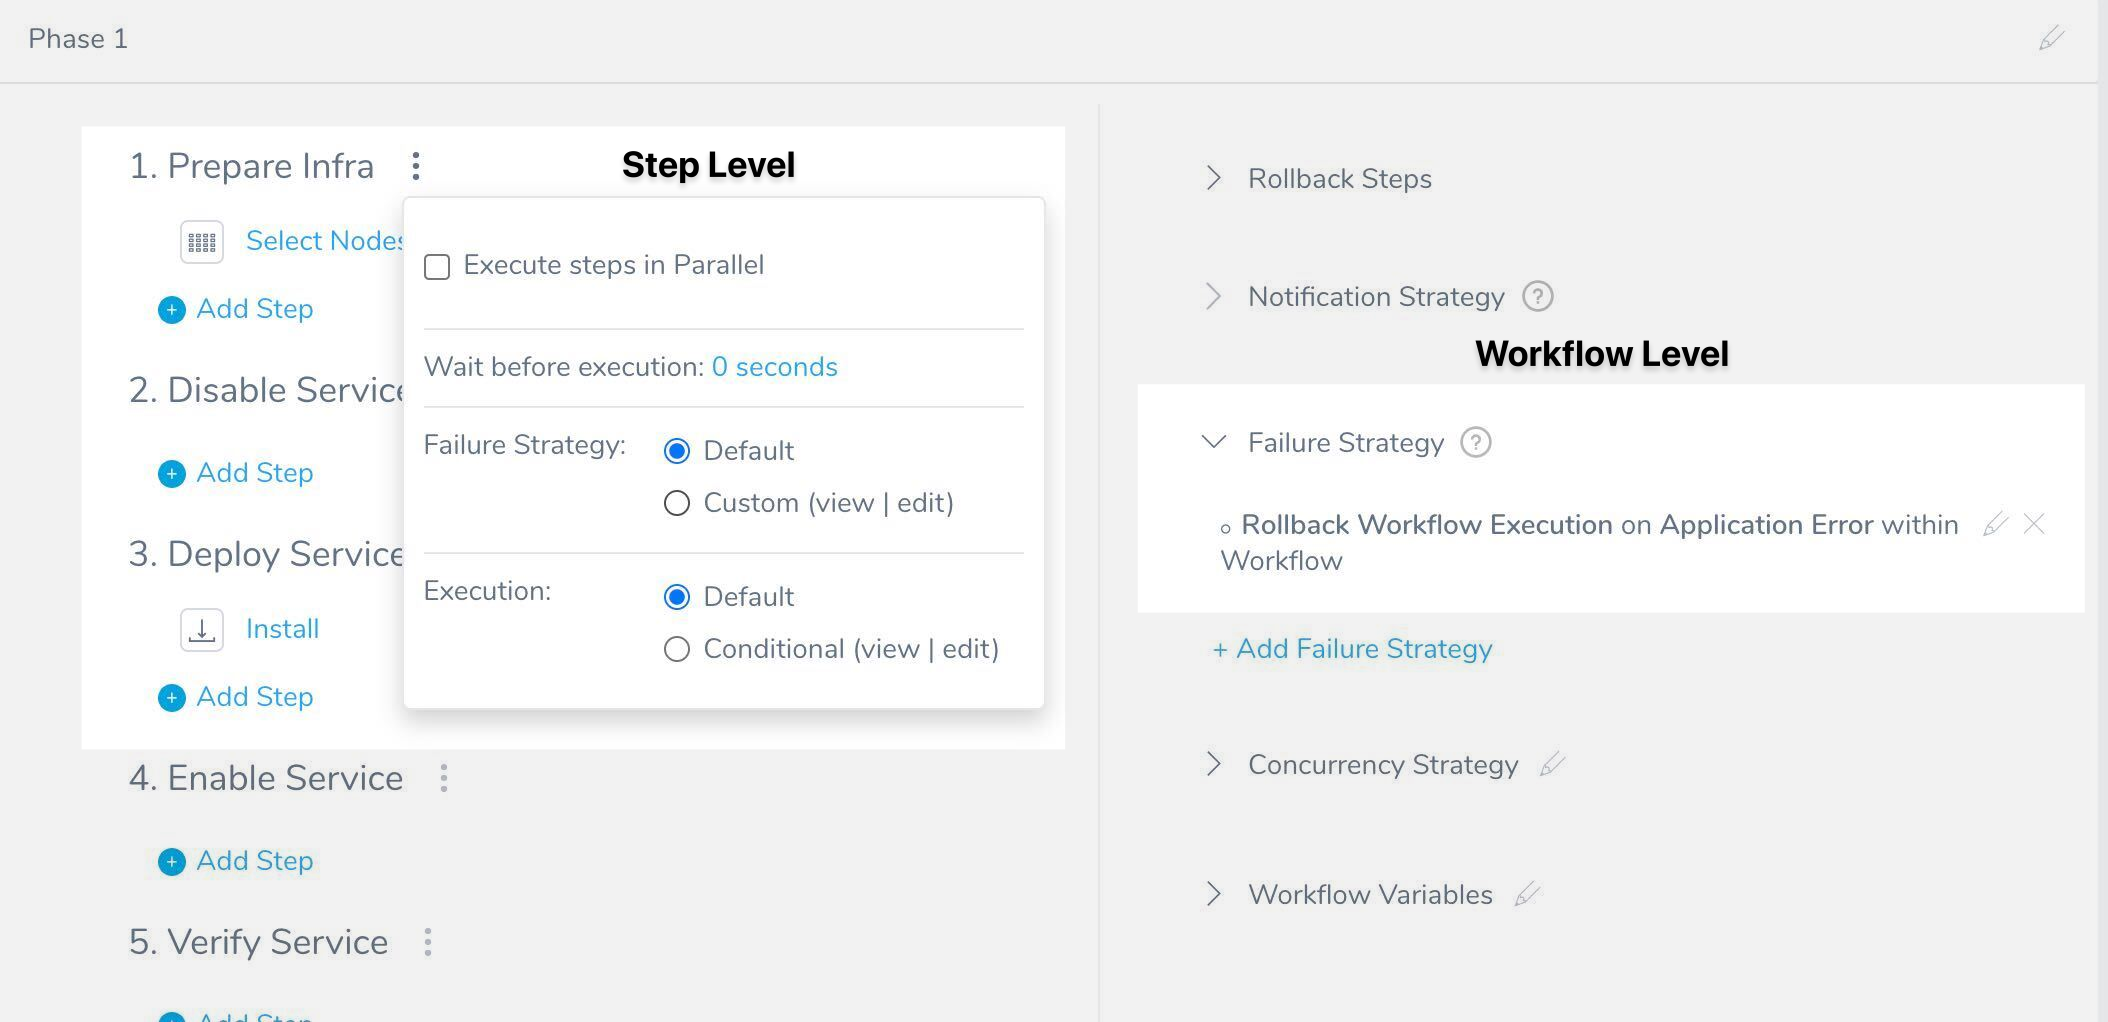 Phase 1
1. Prepare Infra
Step Level
Select Nodes
Add Step
Execute steps in Parallel
Wait before execution: 0 seconds
Failure Strategy:
Default
Custom (view | edit)
Execution:
Default
Conditional (view | edit)
2. Disable Service
Add Step
3. Deploy Service
Install
Add Step
4. Enable Service
Add Step
5. Verify Service
Add Step
Rollback Steps
Notification Strategy ?
Workflow Level
Failure Strategy ?
Rollback Workflow Execution on Application Error within
Workflow
+ Add Failure Strategy
Concurrency Strategy
Workflow Variables